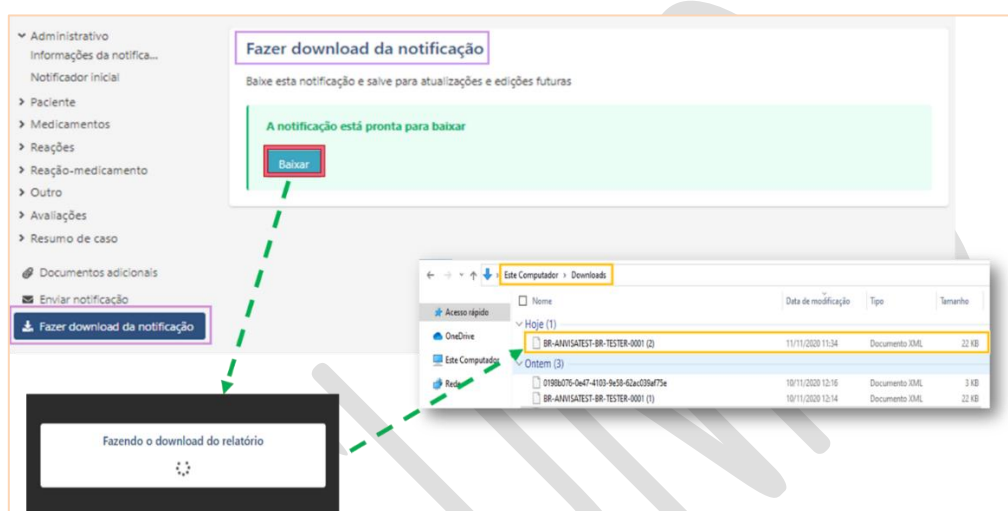 Administrativo
Informações da notifica...
Notificador inicial
Paciente
Medicamentos
Reações
Reação-medicamento
Outro
Avaliações
Resumo de caso
Documentos adicionais
Enviar notificação
Fazer download da notificação
Fazer download da notificação
Baixe esta notificação e salve para atualizações e edições futuras
A notificação está pronta para baixar
Baixar
Este Computador > Downloads
Acesso rápido
OneDrive
Este Computador
Rede
Nome Data de modificação Tipo Tamanho
Hoje (1)
BR-ANVISATEST-BR-TESTER-0001 (2) 11/11/2020 11:34 Documento XML 22 KB
Ontem (3)
0198b076-0e47-4103-9e58-62ac039af75e 10/11/2020 12:16 Documento XML 3 KB
BR-ANVISATEST-BR-TESTER-0001 (1) 10/11/2020 12:14 Documento XML 22 KB
Fazendo o download do relatório